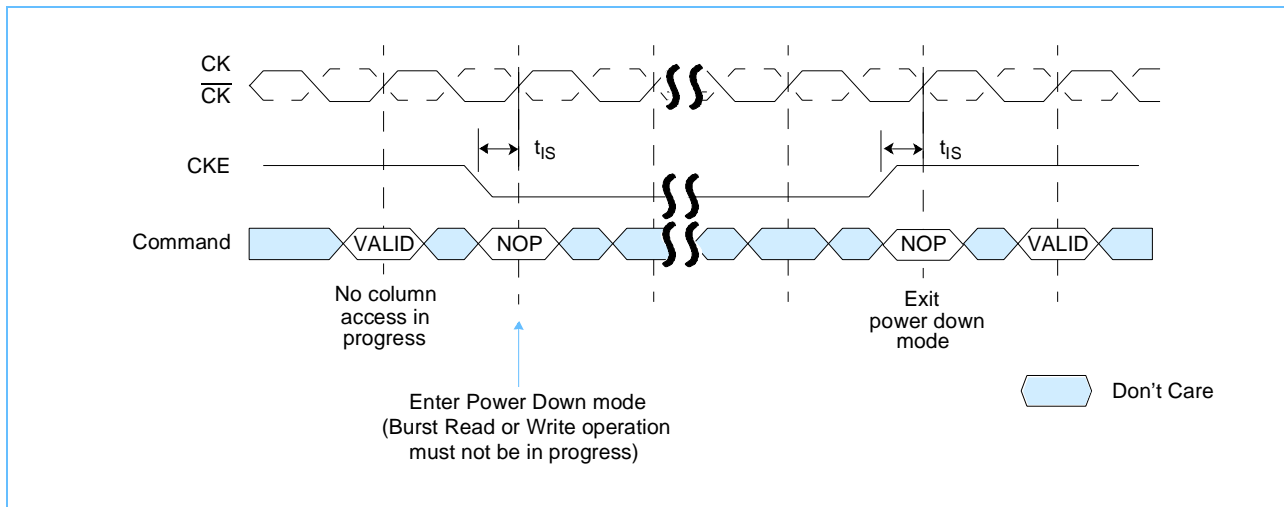 CK
CK
CKE
tIS
tIS
Command
VALID
NOP
NOP
VALID
No column
access in
progress
Exit
power down
mode
Enter Power Down mode
(Burst Read or Write operation
must not be in progress)
Don't Care